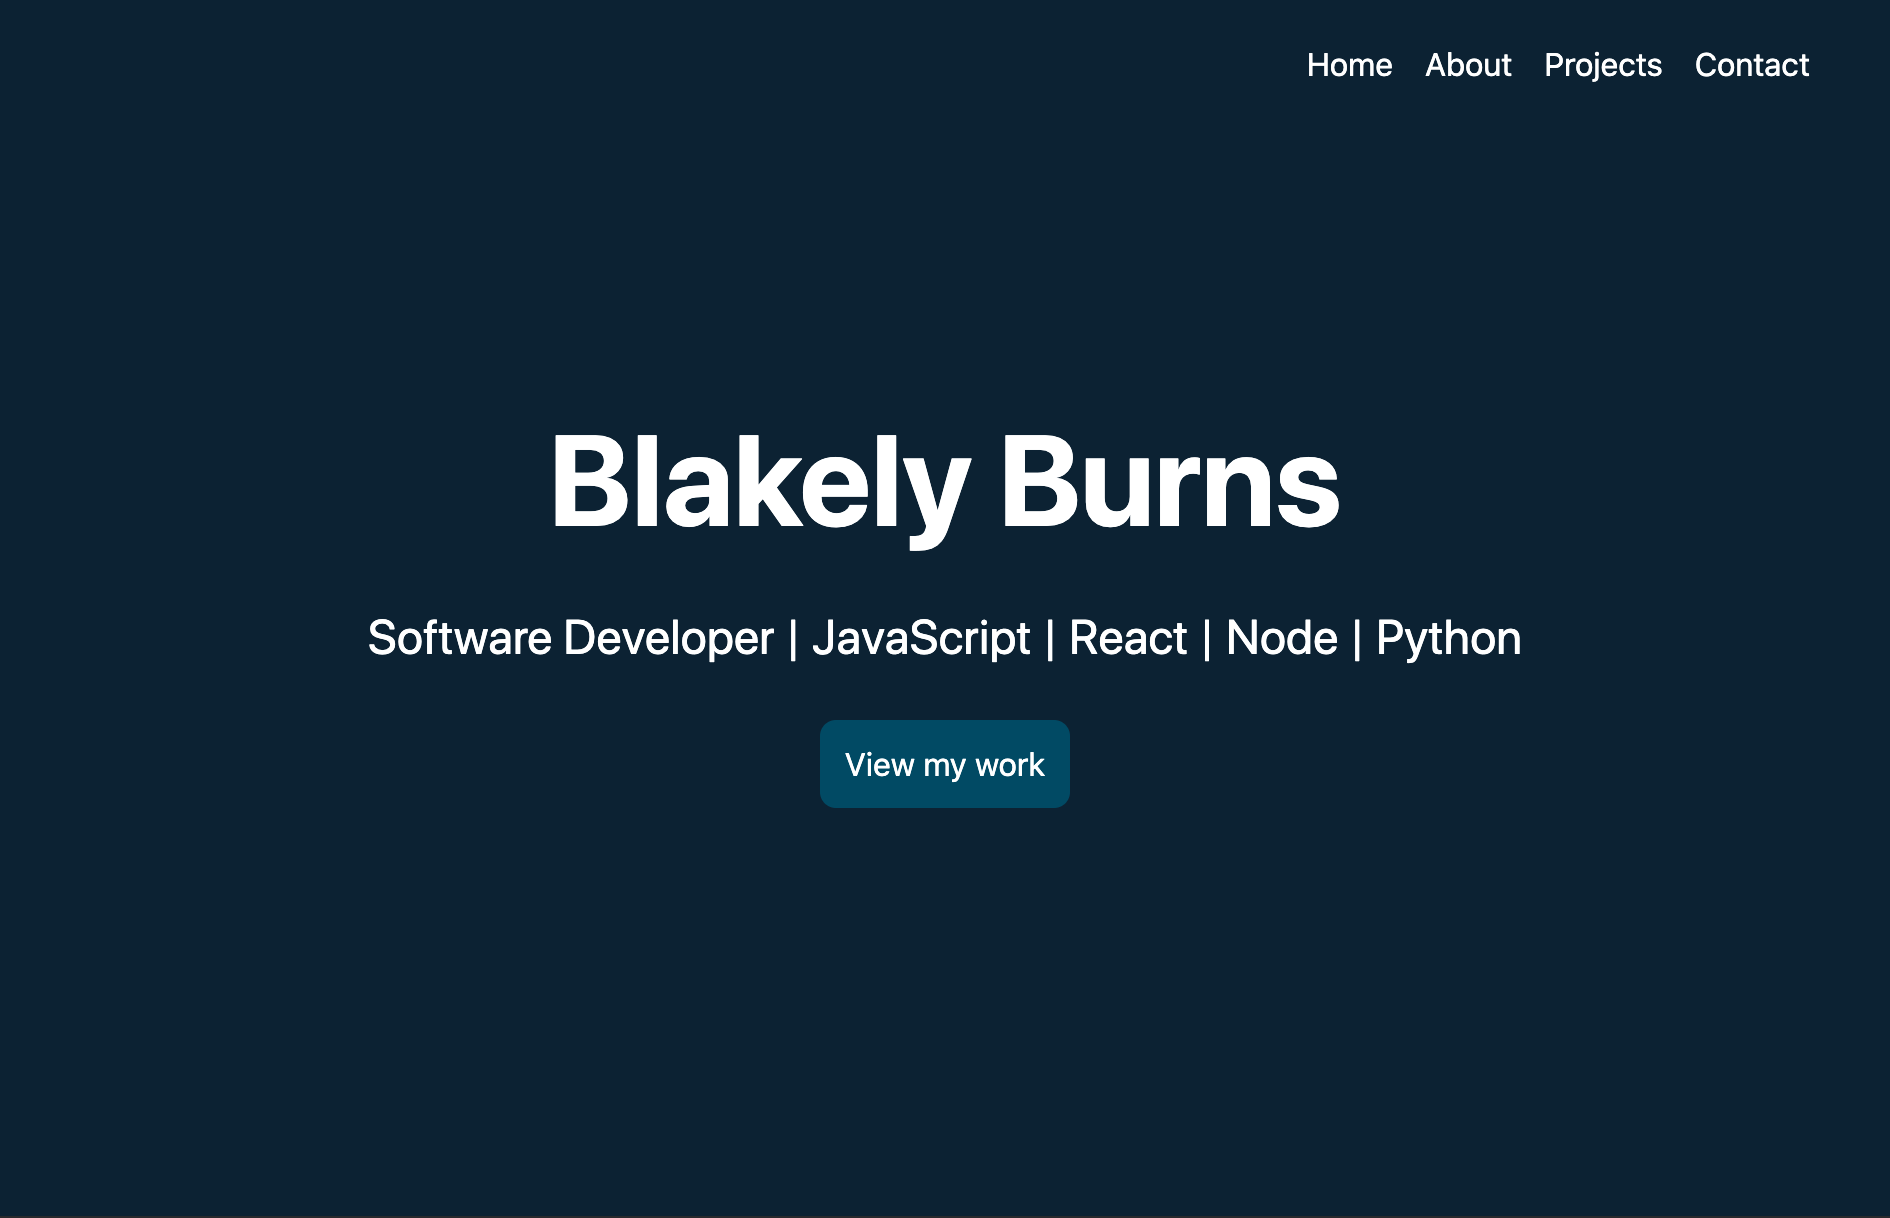 Home About Projects Contact
Blakely Burns
Software Developer | JavaScript | React | Node | Python
View my work